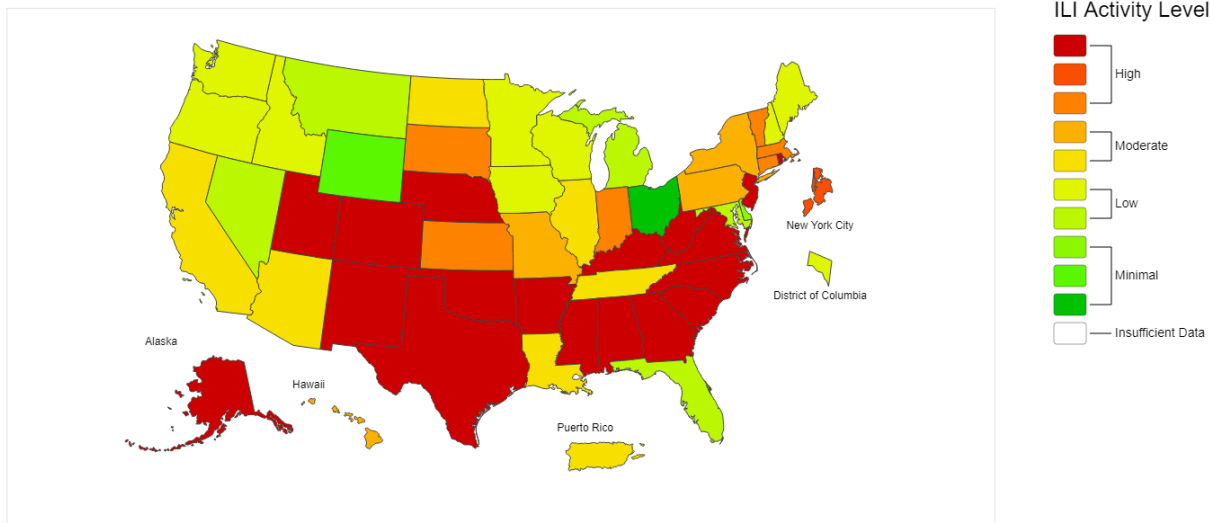 ILI Activity Level
High
Moderate
Low
Minimal
Insufficient Data
New York City
District of Columbia
Alaska
Hawaii
Puerto Rico